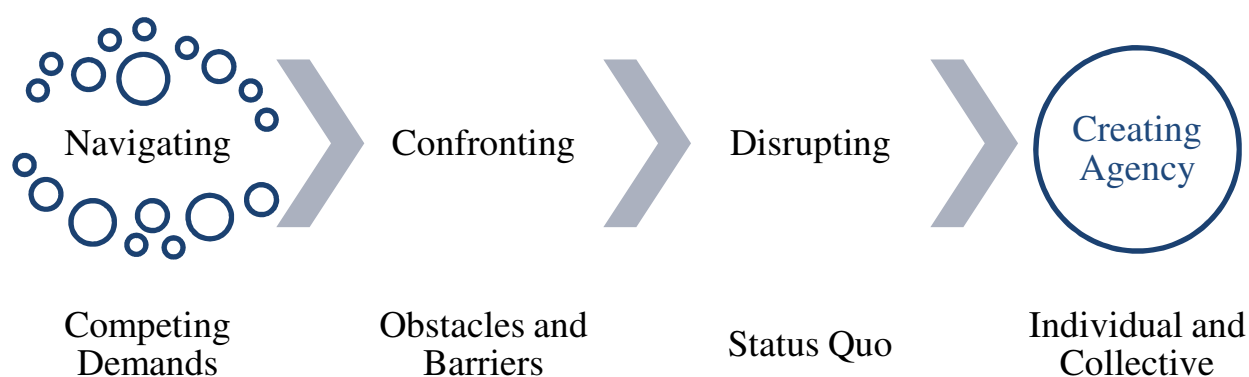 Navigating
Confronting
Disrupting
Creating
Agency
Competing
Demands
Obstacles and
Barriers
Status Quo
Individual and
Collective